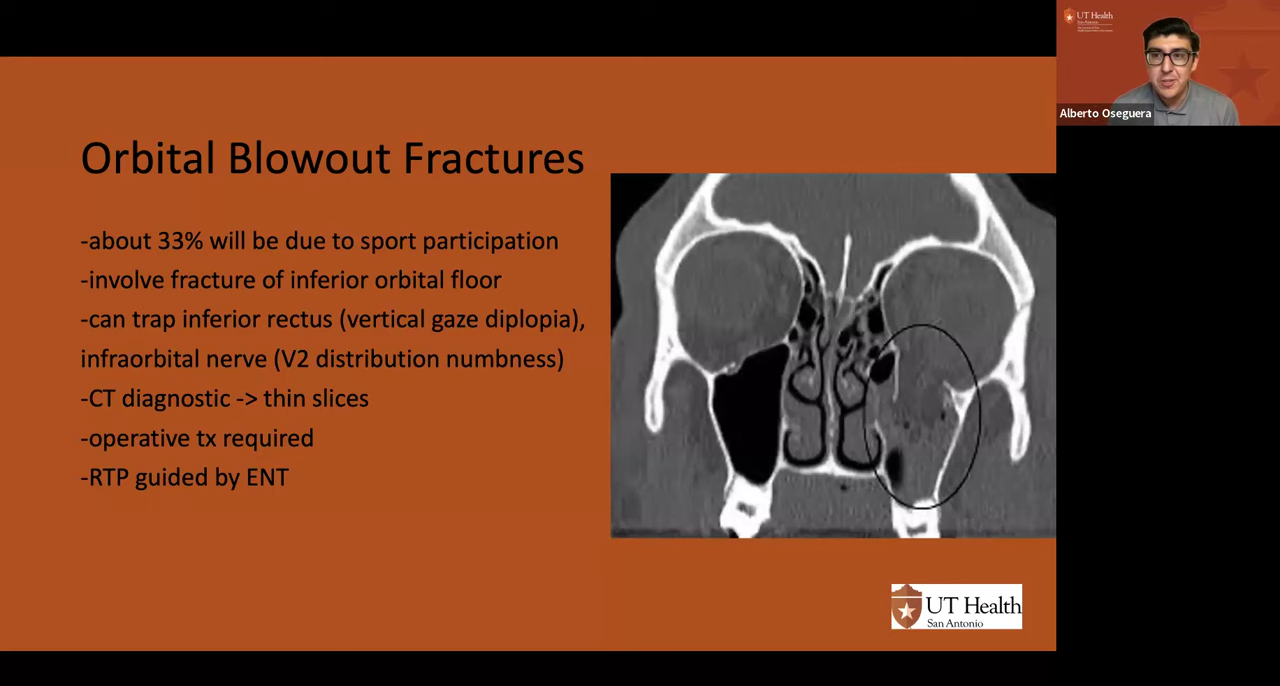 Orbital Blowout Fractures
-about 33% will be due to sport participation
-involve fracture of inferior orbital floor
-can trap inferior rectus (vertical gaze diplopia),
infraorbital nerve (V2 distribution numbness)
-CT diagnostic -> thin slices
-operative tx required
-RTP guided by ENT
UT Health
San Antonio
UT Health
San Antonio
Alberto Oseguera